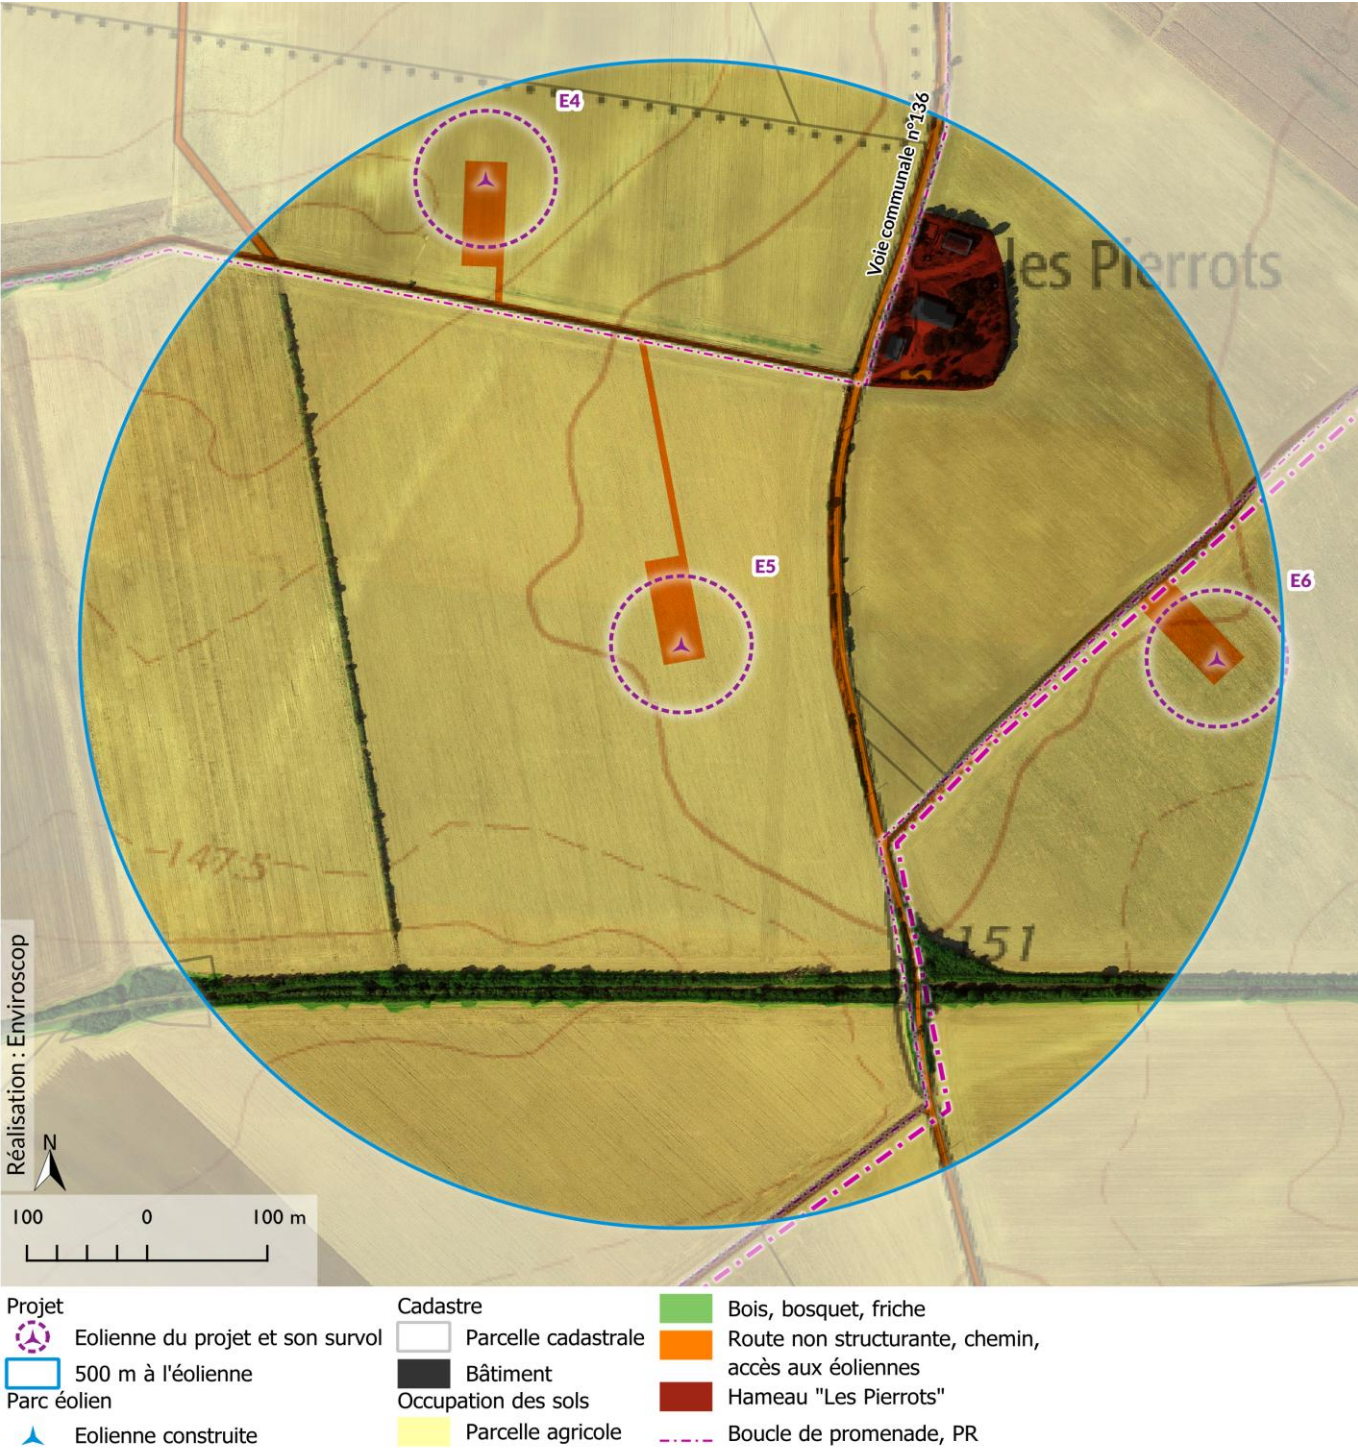 E4
Voie communale n°136
les Pierrots
E5
E6
147.5
151
Réalisation : Enviroscop
N
100 0 100 m
Projet
Eolienne du projet et son survol
500 m à l'éolienne
Parc éolien
Eolienne construite
Cadastre
Parcelle cadastrale
Bâtiment
Occupation des sols
Parcelle agricole
Bois, bosquet, friche
Route non structurante, chemin,
accès aux éoliennes
Hameau "Les Pierrots"
Boucle de promenade, PR